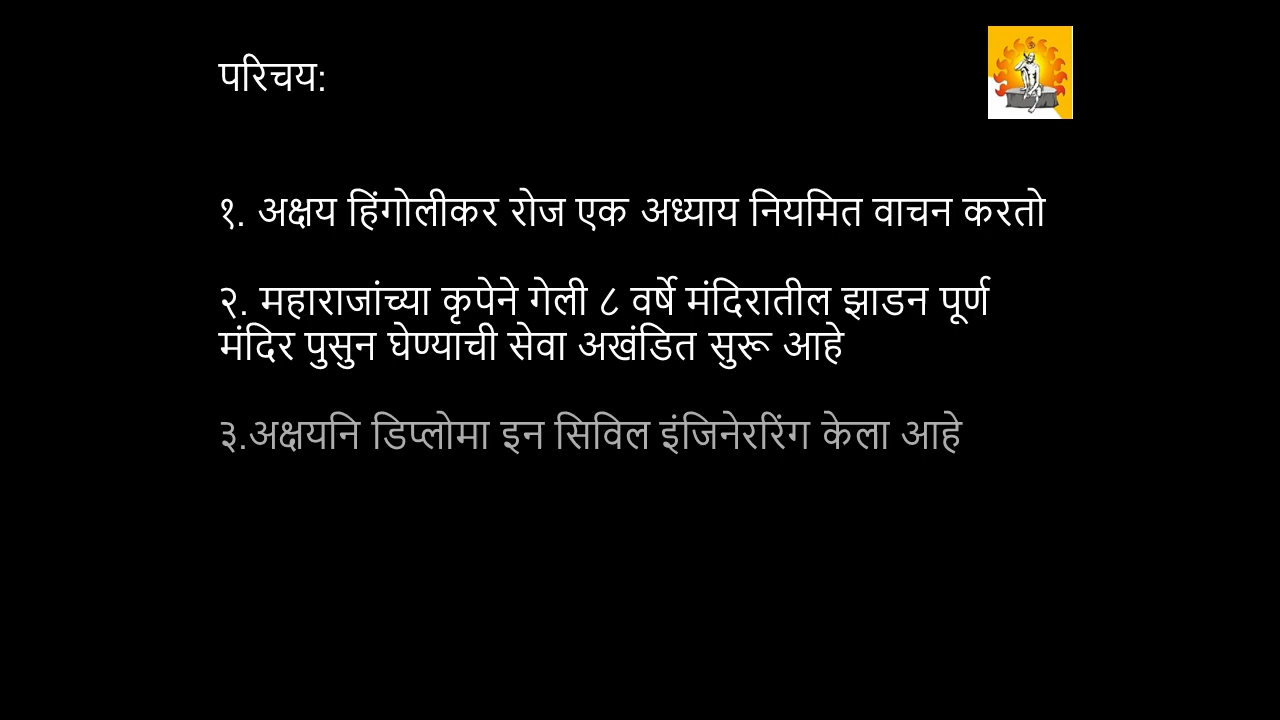 परिचय:
१. अक्षय हिंगोलीकर रोज एक अध्याय नियमित वाचन करतो
२. महाराजांच्या कृपेने गेली ८ वर्षे मंदिरातील झाडन पूर्ण
मंदिर पुसुन घेण्याची सेवा अखंडित सुरू आहे
३.अक्षयनि डिप्लोमा इन सिविल इंजिनेररिंग केला आहे